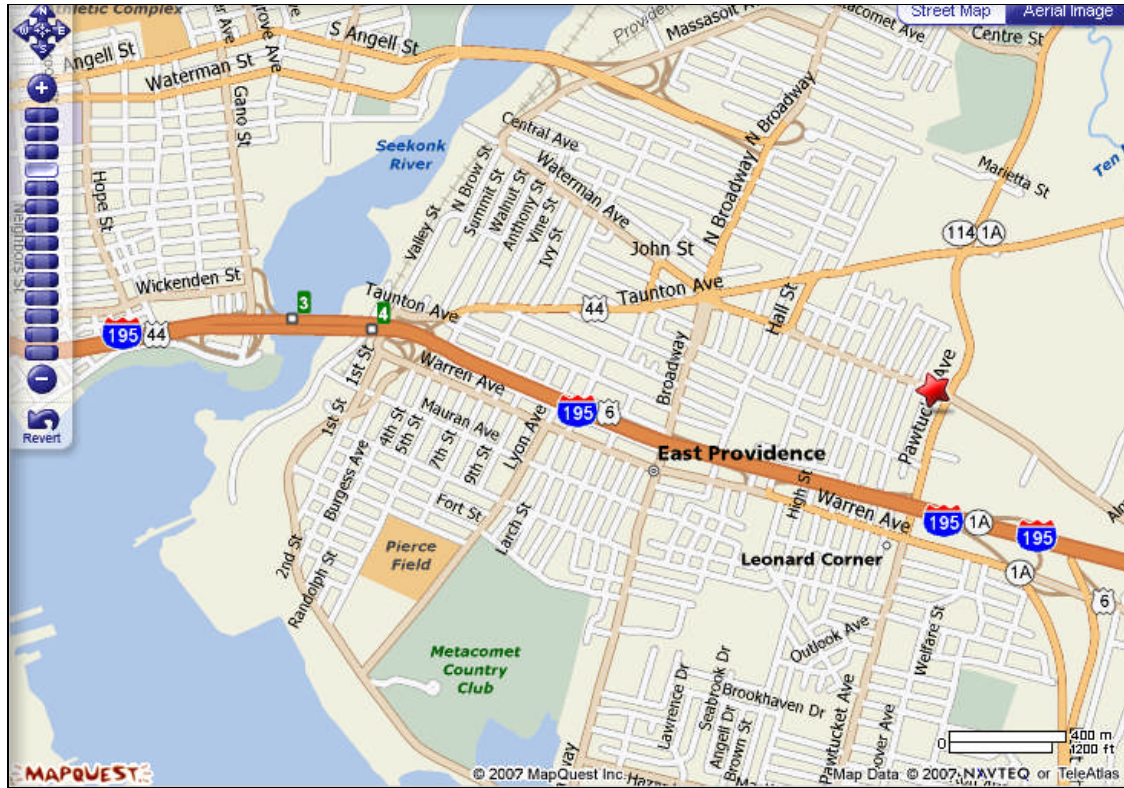 Athletic Complex
Street Map
Aerial Image
Metacomet Ave
Centre St
Massasoit Av
S Angell St
Angell St
Waterman St
Gano St
Grove Ave
N
W
E
S
Hope St
Neighbors St
Revert
Seekonk
River
Central Ave
N Broadway
N Broadway
Waterman Ave
N Brow St
Summit St
Walnut St
Anthony St
Vine St
Ivy St
Valley St
John St
Marietta St
Ten M
114
1A
Wickenden St
Taunton Ave
Taunton Ave
44
Hall St
3
4
195
44
1st St
1st St
Warren Ave
Mauran Ave
4th St
5th St
7th St
9th St
Lyon Ave
Burgess Ave
Fort St
Larch St
2nd St
Randolph St
Broadway
195
6
Pawtucket Ave
East Providence
High St
Warren Ave
195
1A
195
Leonard Corner
1A
6
Pierce
Field
Metacomet
Country
Club
Outlook Ave
Welfare St
Lawrence Dr
Seabrook Dr
Brookhaven Dr
Angell Dr
Brown St
Pawtucket Ave
400 m
0
1200 ft
MAPQUEST
© 2007 MapQuest Inc.
Map Data © 2007 NAVTEQ or TeleAtlas